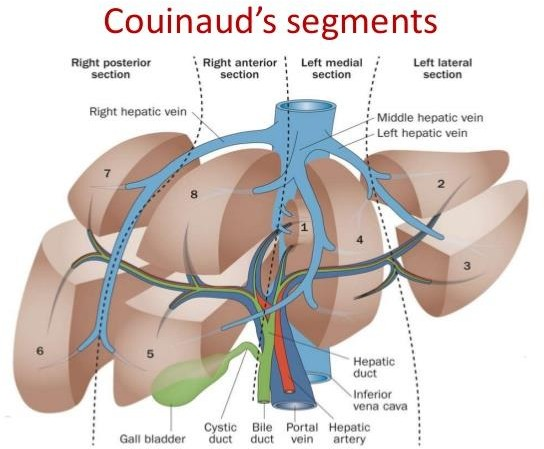 Couinaud's segments
Right posterior
section
Right anterior
section
Left medial
section
Left lateral
section
Right hepatic vein
Middle hepatic vein
Left hepatic vein
7
8
2
1
4
3
6
5
Hepatic
duct
Inferior
vena cava
Gall bladder
Cystic
duct
Bile
duct
Portal
vein
Hepatic
artery